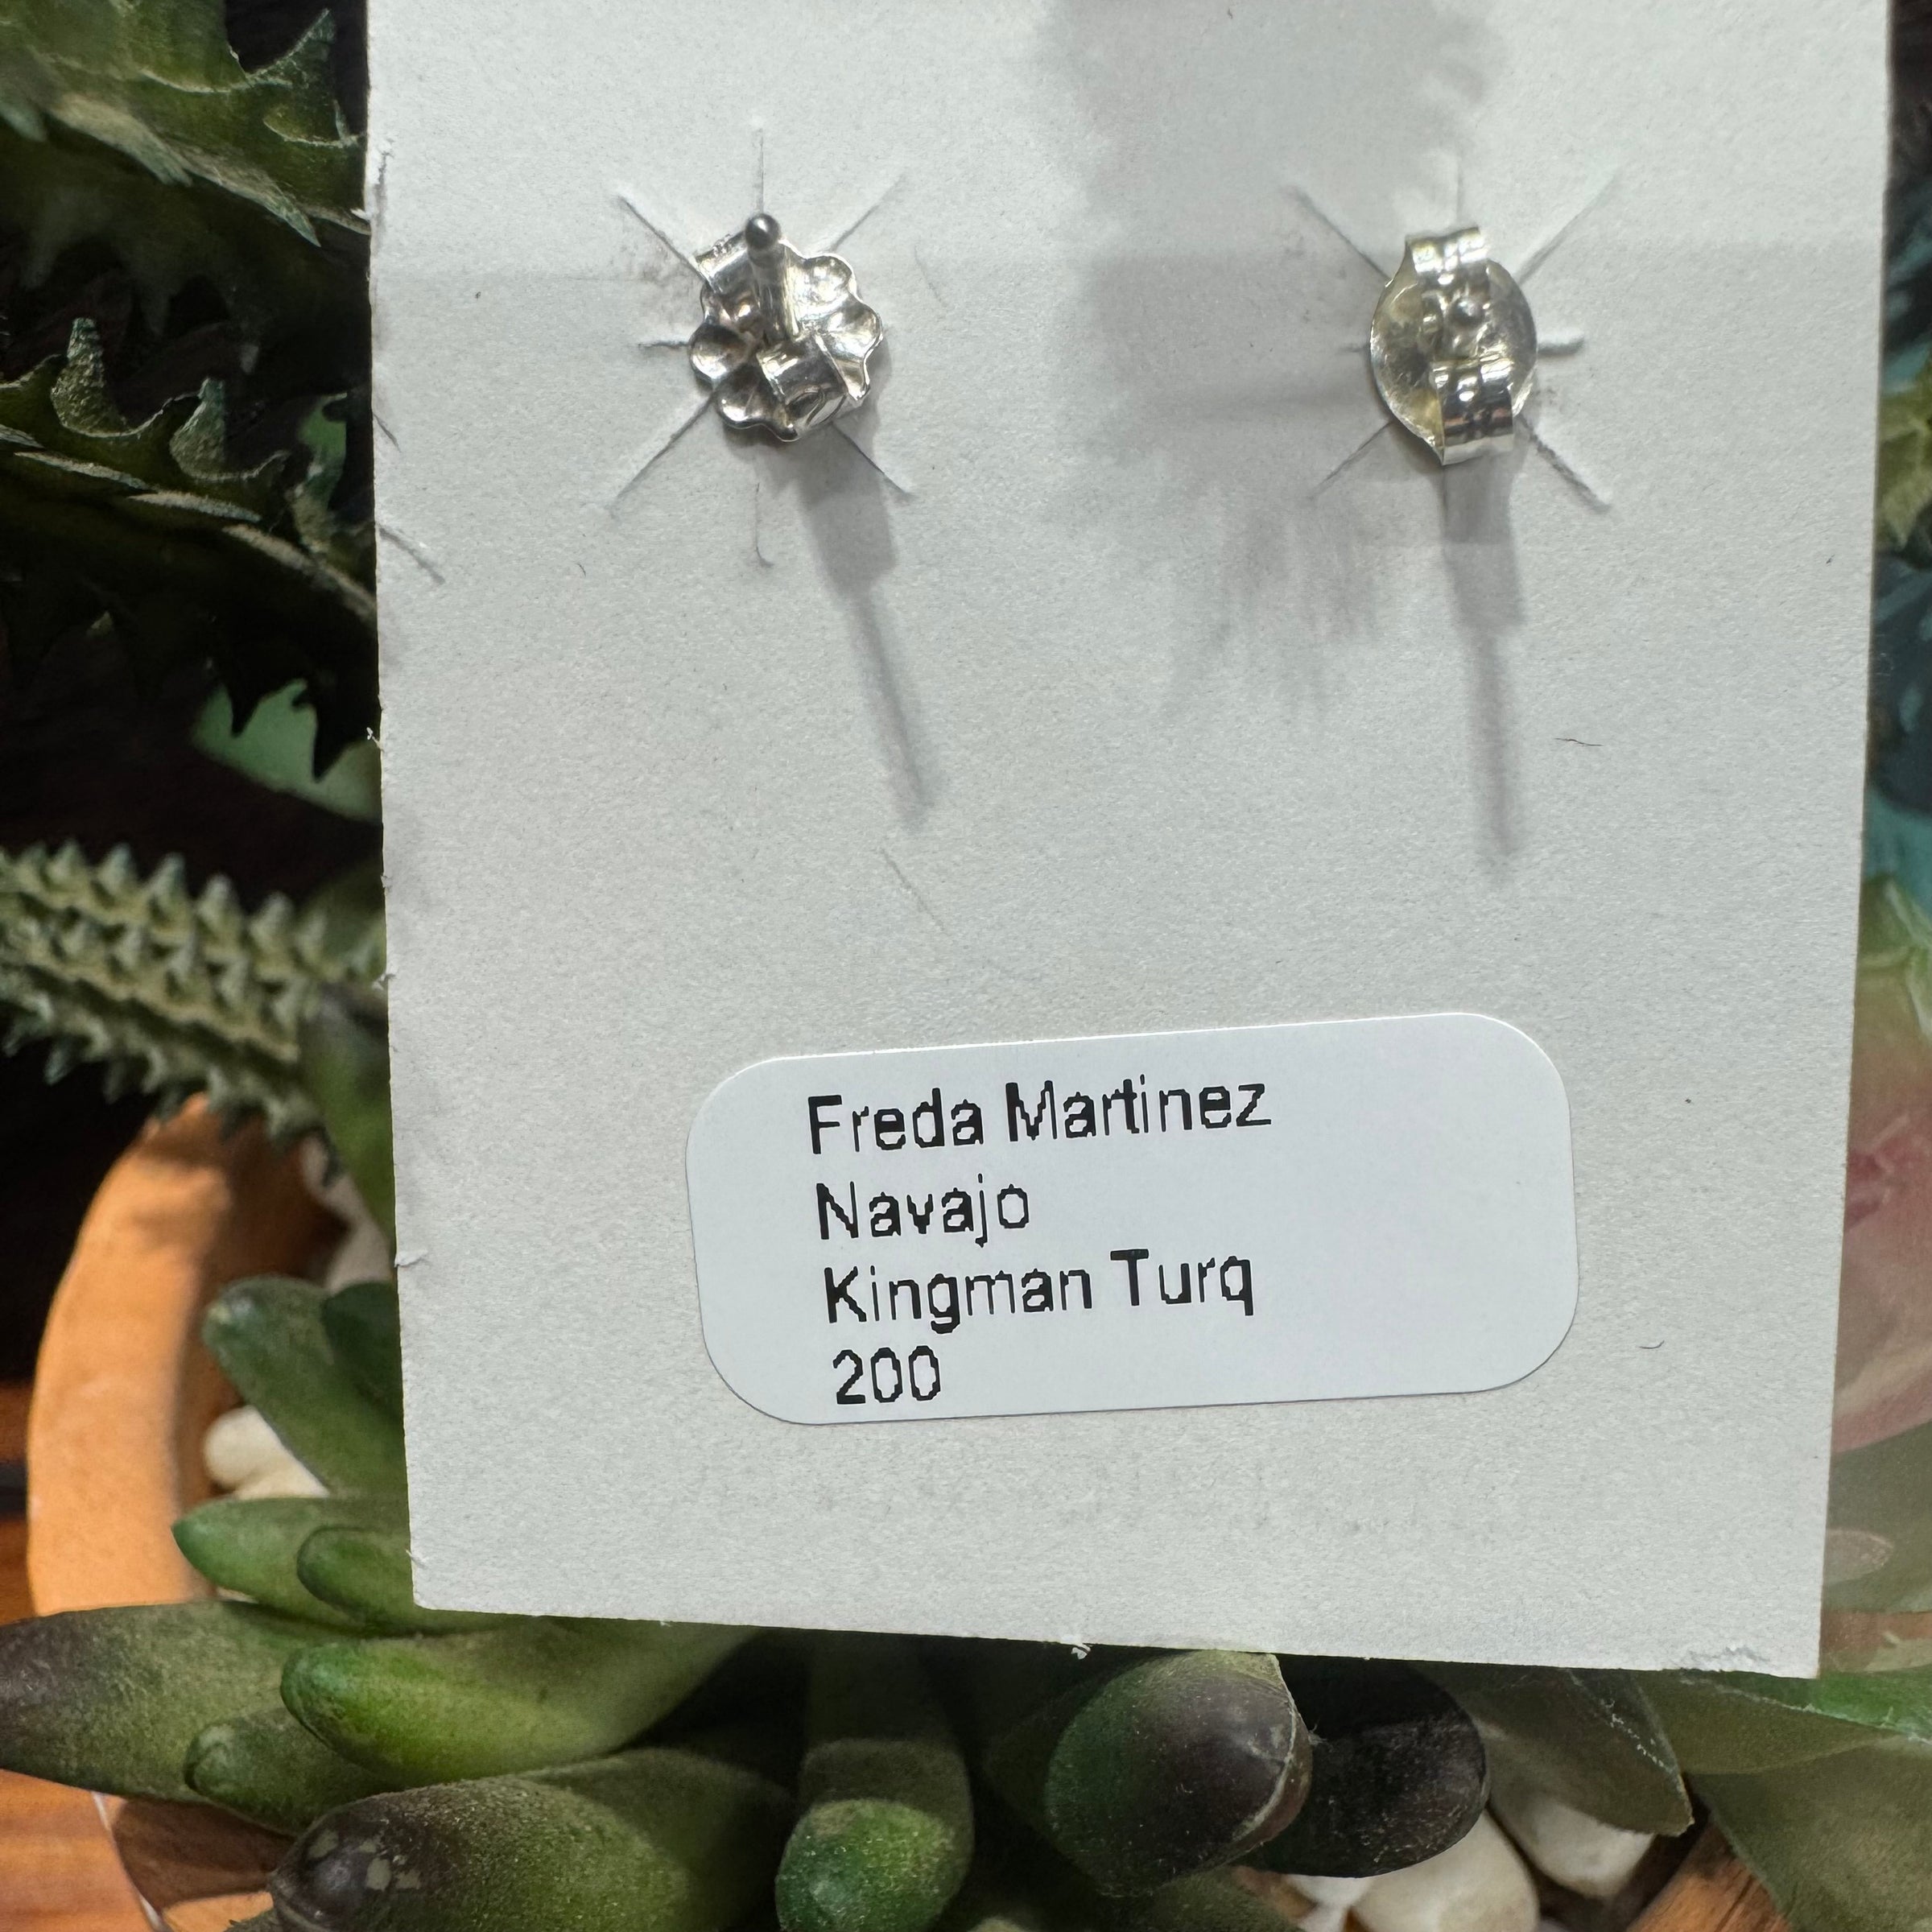 Freda Martinez
Navajo
Kingman Turq
200